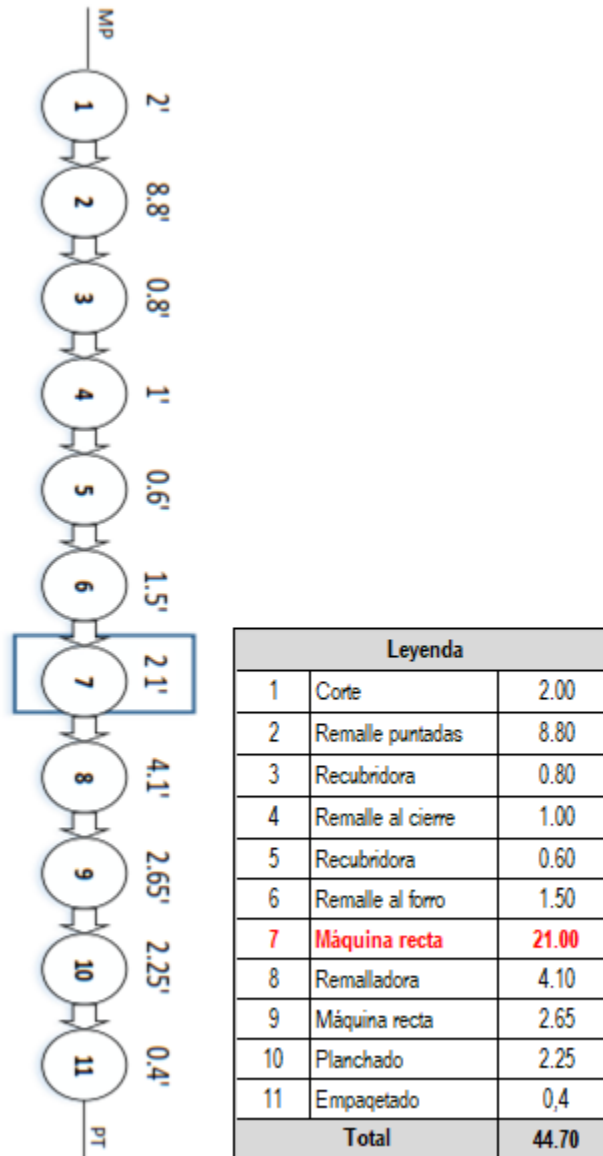 MP
1 2'
2 8.8'
3 0.8'
4 1'
5 0.6'
6 1.5'
7 2 1'
8 4.1'
9 2.65'
10 2.25'
11 0.4'
PT
Leyenda
1 Corte 2.00
2 Remalle puntadas 8.80
3 Recubridora 0.80
4 Remalle al cierre 1.00
5 Recubridora 0.60
6 Remalle al forro 1.50
7 Máquina recta 21.00
8 Remalladora 4.10
9 Máquina recta 2.65
10 Planchado 2.25
11 Empaqetado 0,4
Total 44.70